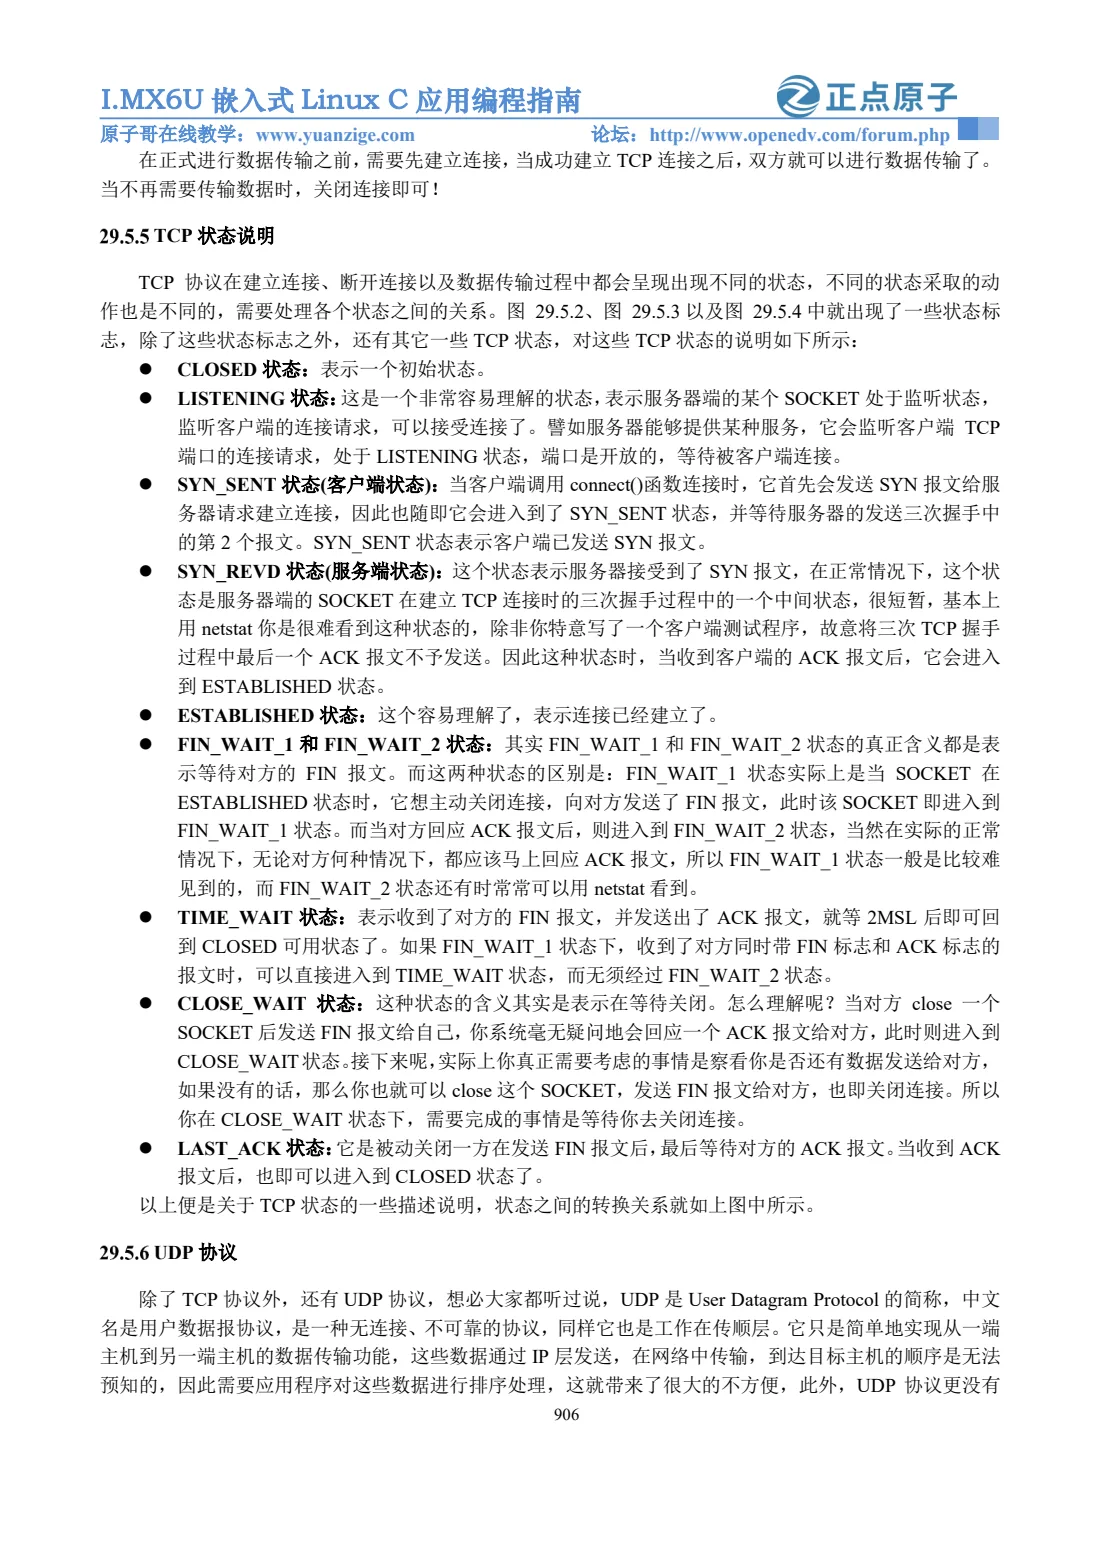 I.MX6U 嵌入式 Linux C 应用编程指南
正点原子
原子哥在线教学：www.yuanzige.com 论坛：http://www.openedv.com/forum.php
在正式进行数据传输之前，需要先建立连接，当成功建立 TCP 连接之后，双方就可以进行数据传输了。
当不再需要传输数据时，关闭连接即可！
29.5.5 TCP 状态说明
TCP 协议在建立连接、断开连接以及数据传输过程中都会呈现出现不同的状态，不同的状态采取的动
作也是不同的，需要处理各个状态之间的关系。图 29.5.2、图 29.5.3 以及图 29.5.4 中就出现了一些状态标
志，除了这些状态标志之外，还有其它一些 TCP 状态，对这些 TCP 状态的说明如下所示：
● CLOSED 状态：表示一个初始状态。
● LISTENING 状态：这是一个非常容易理解的状态，表示服务器端的某个 SOCKET 处于监听状态，
监听客户端的连接请求，可以接受连接了。譬如服务器能够提供某种服务，它会监听客户端 TCP
端口的连接请求，处于 LISTENING 状态，端口是开放的，等待被客户端连接。
● SYN_SENT 状态(客户端状态)：当客户端调用 connect()函数连接时，它首先会发送 SYN 报文给服
务器请求建立连接，因此也随即它会进入到了 SYN_SENT 状态，并等待服务器的发送三次握手中
的第 2 个报文。SYN_SENT 状态表示客户端已发送 SYN 报文。
● SYN_REVD 状态(服务端状态)：这个状态表示服务器接受到了 SYN 报文，在正常情况下，这个状
态是服务器端的 SOCKET 在建立 TCP 连接时的三次握手过程中的一个中间状态，很短暂，基本上
用 netstat 你是很难看到这种状态的，除非你特意写了一个客户端测试程序，故意将三次 TCP 握手
过程中最后一个 ACK 报文不予发送。因此这种状态时，当收到客户端的 ACK 报文后，它会进入
到 ESTABLISHED 状态。
● ESTABLISHED 状态：这个容易理解了，表示连接已经建立了。
● FIN_WAIT_1 和 FIN_WAIT_2 状态：其实 FIN_WAIT_1 和 FIN_WAIT_2 状态的真正含义都是表
示等待对方的 FIN 报文。而这两种状态的区别是：FIN_WAIT_1 状态实际上是当 SOCKET 在
ESTABLISHED 状态时，它想主动关闭连接，向对方发送了 FIN 报文，此时该 SOCKET 即进入到
FIN_WAIT_1 状态。而当对方回应 ACK 报文后，则进入到 FIN_WAIT_2 状态，当然在实际的正常
情况下，无论对方何种情况下，都应该马上回应 ACK 报文，所以 FIN_WAIT_1 状态一般是比较难
见到的，而 FIN_WAIT_2 状态还有时常常可以用 netstat 看到。
● TIME_WAIT 状态：表示收到了对方的 FIN 报文，并发送出了 ACK 报文，就等 2MSL 后即可回
到 CLOSED 可用状态了。如果 FIN_WAIT_1 状态下，收到了对方同时带 FIN 标志和 ACK 标志的
报文时，可以直接进入到 TIME_WAIT 状态，而无须经过 FIN_WAIT_2 状态。
● CLOSE_WAIT 状态：这种状态的含义其实是表示在等待关闭。怎么理解呢？当对方 close 一个
SOCKET 后发送 FIN 报文给自己，你系统毫无疑问地会回应一个 ACK 报文给对方，此时则进入到
CLOSE_WAIT 状态。接下来呢，实际上你真正需要考虑的事情是察看你是否还有数据发送给对方，
如果没有的话，那么你也就可以 close 这个 SOCKET，发送 FIN 报文给对方，也即关闭连接。所以
你在 CLOSE_WAIT 状态下，需要完成的事情是等待你去关闭连接。
● LAST_ACK 状态：它是被动关闭一方在发送 FIN 报文后，最后等待对方的 ACK 报文。当收到 ACK
报文后，也即可以进入到 CLOSED 状态了。
以上便是关于 TCP 状态的一些描述说明，状态之间的转换关系就如上图中所示。
29.5.6 UDP 协议
除了 TCP 协议外，还有 UDP 协议，想必大家都听过说，UDP 是 User Datagram Protocol 的简称，中文
名是用户数据报协议，是一种无连接、不可靠的协议，同样它也是工作在传顺层。它只是简单地实现从一端
主机到另一端主机的数据传输功能，这些数据通过 IP 层发送，在网络中传输，到达目标主机的顺序是无法
预知的，因此需要应用程序对这些数据进行排序处理，这就带来了很大的不方便，此外，UDP 协议更没有
906